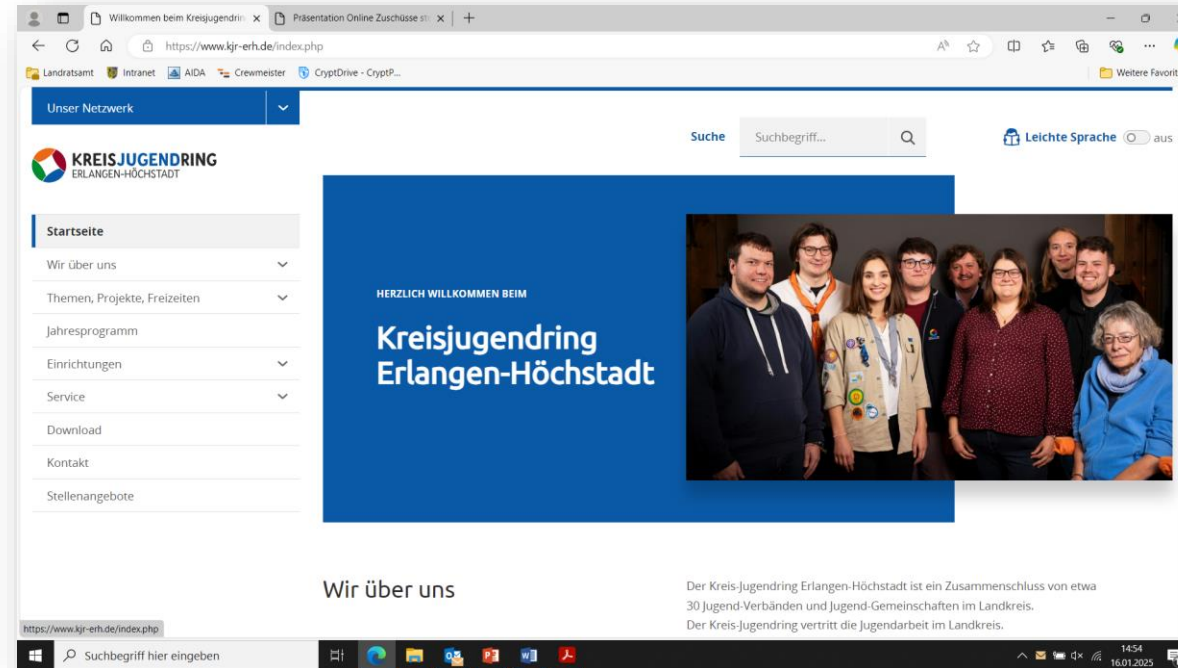 Willkommen beim Kreisjugendrin
Präsentation Online Zuschüsse st
https://www.kjr-erh.de/index.php
Landratsamt
Intranet
AIDA
Crewmeister
CryptDrive - CryptP...
Weitere Favorit
Unser Netzwerk
Suche
Suchbegriff...
Leichte Sprache
aus
KREISJUGENDRING
ERLANGEN-HÖCHSTADT
Startseite
Wir über uns
Themen, Projekte, Freizeiten
Jahresprogramm
Einrichtungen
Service
Download
Kontakt
Stellenangebote
HERZLICH WILLKOMMEN BEIM
Kreisjugendring
Erlangen-Höchstadt
Wir über uns
Der Kreis-Jugendring Erlangen-Höchstadt ist ein Zusammenschluss von etwa
30 Jugend-Verbänden und Jugend-Gemeinschaften im Landkreis.
Der Kreis-Jugendring vertritt die Jugendarbeit im Landkreis.
https://www.kjr-erh.de/index.php
Suchbegriff hier eingeben
14:54
16.01.2025